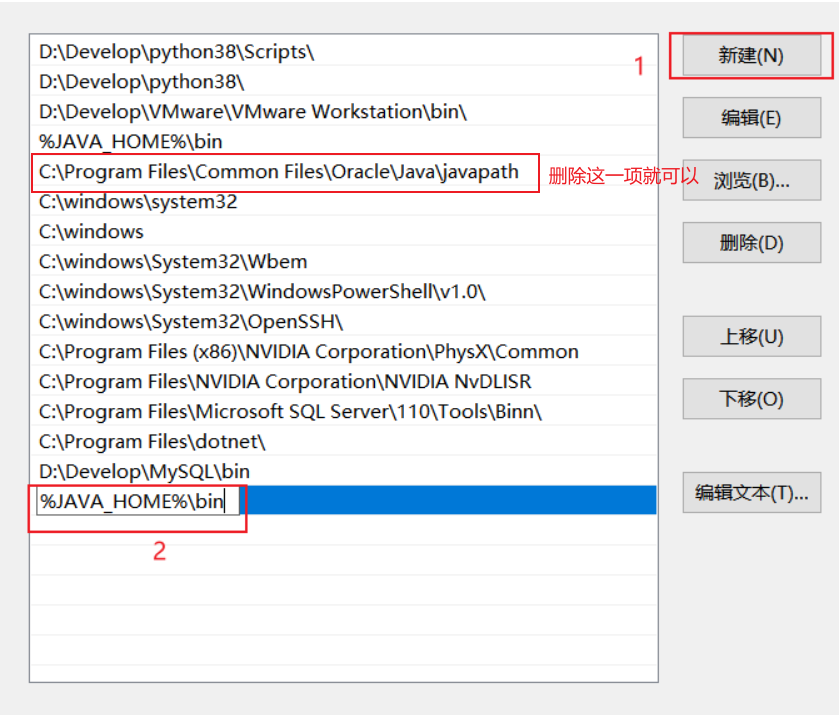 D:\Develop\python38\Scripts\
1
新建(N)
D:\Develop\python38\
D:\Develop\VMware\VMware Workstation\bin\
编辑(E)
%JAVA_HOME%\bin
C:\Program Files\Common Files\Oracle\Java\javapath
删除这一项就可以
浏览(B)...
C:\windows\system32
C:\windows
删除(D)
C:\windows\System32\Wbem
C:\windows\System32\WindowsPowerShell\v1.0\
C:\windows\System32\OpenSSH\
上移(U)
C:\Program Files (x86)\NVIDIA Corporation\PhysX\Common
C:\Program Files\NVIDIA Corporation\NVIDIA NvDLISR
下移(O)
C:\Program Files\Microsoft SQL Server\110\Tools\Binn\
C:\Program Files\dotnet\
D:\Develop\MySQL\bin
编辑文本(T)...
%JAVA_HOME%\bin
2